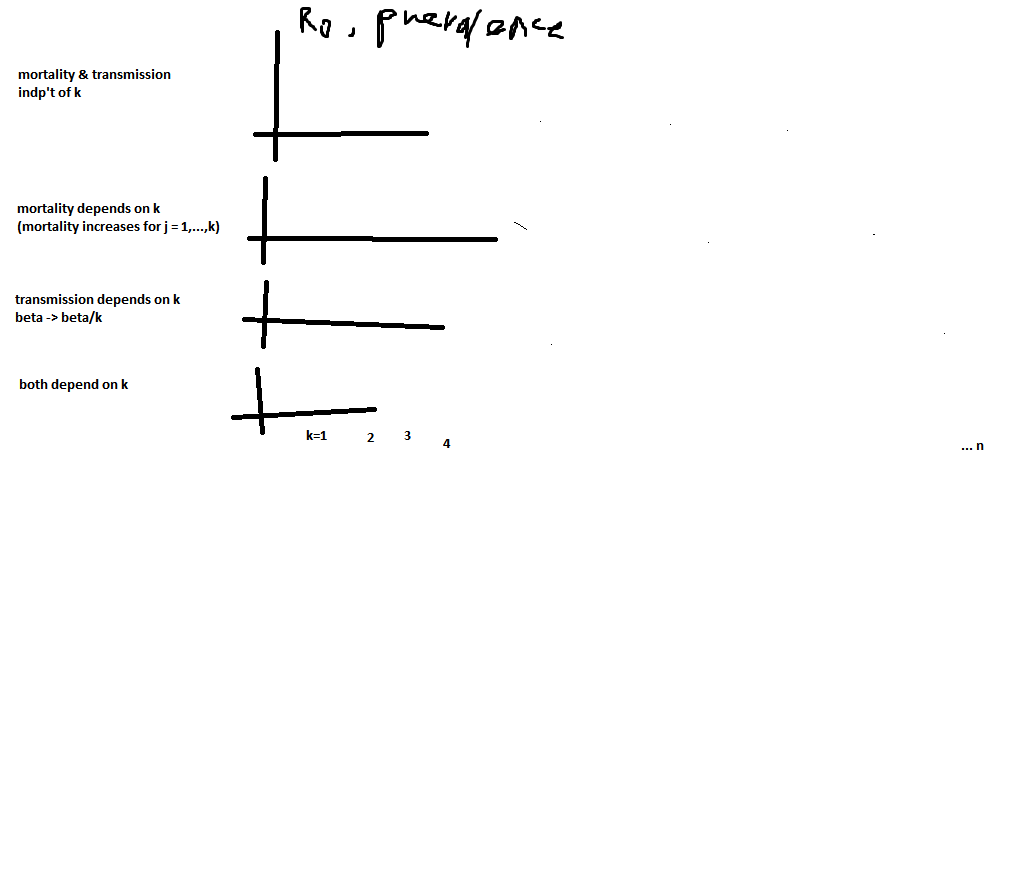 R0, prevalence
mortality & transmission
indp't of k
mortality depends on k
(mortality increases for j = 1,...,k)
transmission depends on k
beta -> beta/k
both depend on k
k=1 2 3 4 ... n